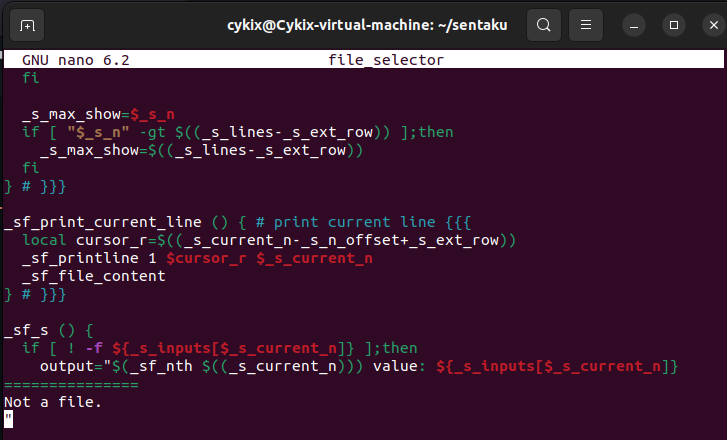 cykix@Cykix-virtual-machine: ~/sentaku
GNU nano 6.2 file_selector
fi
_s_max_show=$_s_n
if [ "$_s_n" -gt $((_s_lines-_s_ext_row)) ];then
_s_max_show=$((_s_lines-_s_ext_row))
fi
} # }}}
_sf_print_current_line () { # print current line {{{
local cursor_r=$((_s_current_n-_s_n_offset+_s_ext_row))
_sf_printline 1 $cursor_r $_s_current_n
_sf_file_content
} # }}}
_sf_s () {
if [ ! -f ${_s_inputs[$_s_current_n]} ];then
output="$(_sf_nth $((_s_current_n))) value: ${_s_inputs[$_s_current_n]}
===============
Not a file.
"